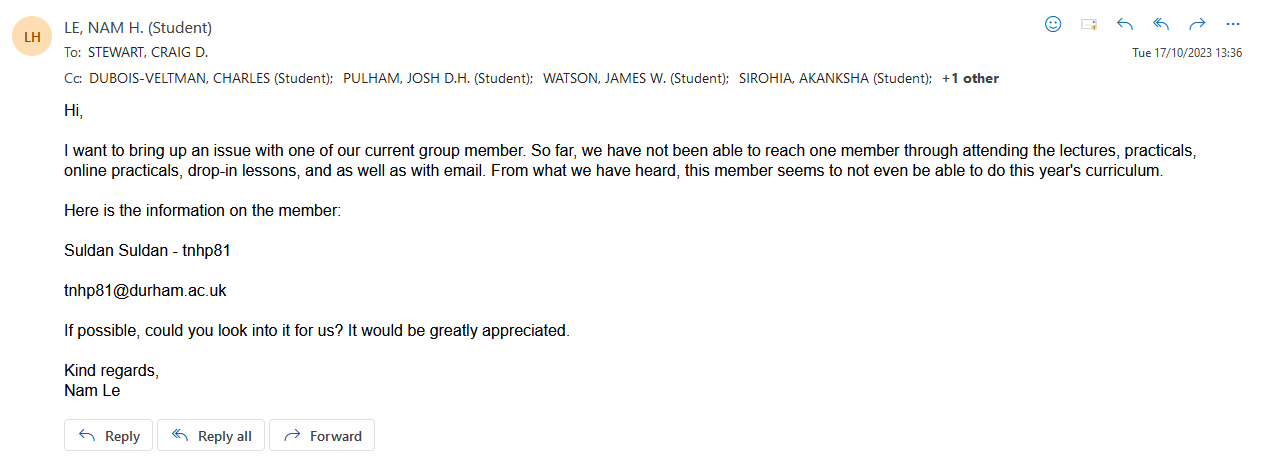 LH
LE, NAM H. (Student)
To: STEWART, CRAIG D.
Tue 17/10/2023 13:36
Cc: DUBOIS-VELTMAN, CHARLES (Student); PULHAM, JOSH D.H. (Student); WATSON, JAMES W. (Student); SIROHIA, AKANKSHA (Student); +1 other
Hi,
I want to bring up an issue with one of our current group member. So far, we have not been able to reach one member through attending the lectures, practicals,
online practicals, drop-in lessons, and as well as with email. From what we have heard, this member seems to not even be able to do this year's curriculum.
Here is the information on the member:
Suldan Suldan - tnhp81
tnhp81@durham.ac.uk
If possible, could you look into it for us? It would be greatly appreciated.
Kind regards,
Nam Le
Reply Reply all Forward